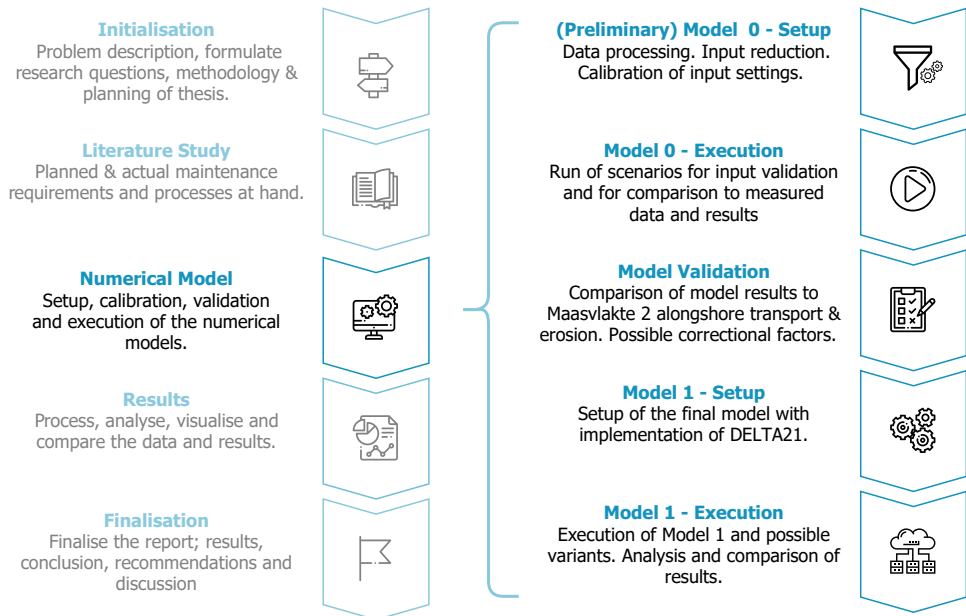 Initialisation
Problem description, formulate
research questions, methodology &
planning of thesis.
Literature Study
Planned & actual maintenance
requirements and processes at hand.
Numerical Model
Setup, calibration, validation
and execution of the numerical
models.
Results
Process, analyse, visualise and
compare the data and results.
Finalisation
Finalise the report; results,
conclusion, recommendations and
discussion
(Preliminary) Model 0 - Setup
Data processing. Input reduction.
Calibration of input settings.
Model 0 - Execution
Run of scenarios for input validation
and for comparison to measured
data and results
Model Validation
Comparison of model results to
Maasvlakte 2 alongshore transport &
erosion. Possible correctional factors.
Model 1 - Setup
Setup of the final model with
implementation of DELTA21.
Model 1 - Execution
Execution of Model 1 and possible
variants. Analysis and comparison of
results.